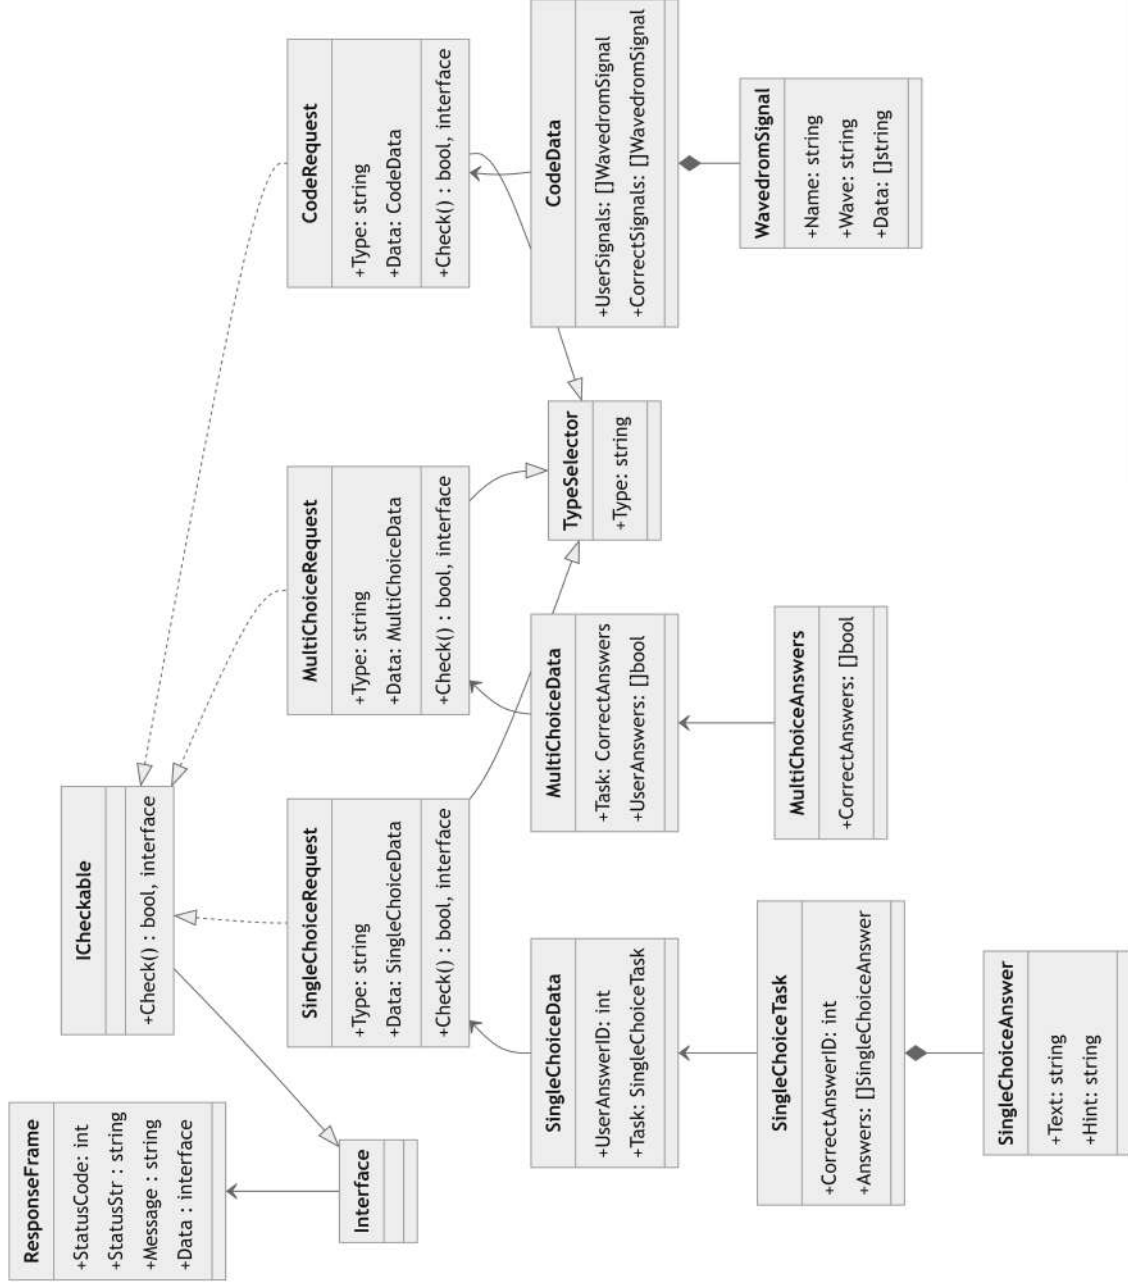 ResponseFrame
+StatusCode: int
+StatusStr : string
+Message : string
+Data : interface
ICheckable
+Check() : bool, interface
Interface
SingleChoiceRequest
+Type: string
+Data: SingleChoiceData
+Check() : bool, interface
MultiChoiceRequest
+Type: string
+Data: MultiChoiceData
+Check() : bool, interface
CodeRequest
+Type: string
+Data: CodeData
+Check() : bool, interface
SingleChoiceData
+UserAnswerID: int
+Task: SingleChoiceTask
MultiChoiceData
+Task: CorrectAnswers
+UserAnswers: []bool
TypeSelector
+Type: string
CodeData
+UserSignals: []WavedromSignal
+CorrectSignals: []WavedromSignal
SingleChoiceTask
+CorrectAnswerID: int
+Answers: []SingleChoiceAnswer
MultiChoiceAnswers
+CorrectAnswers: []bool
WavedromSignal
+Name: string
+Wave: string
+Data: []string
SingleChoiceAnswer
+Text: string
+Hint: string